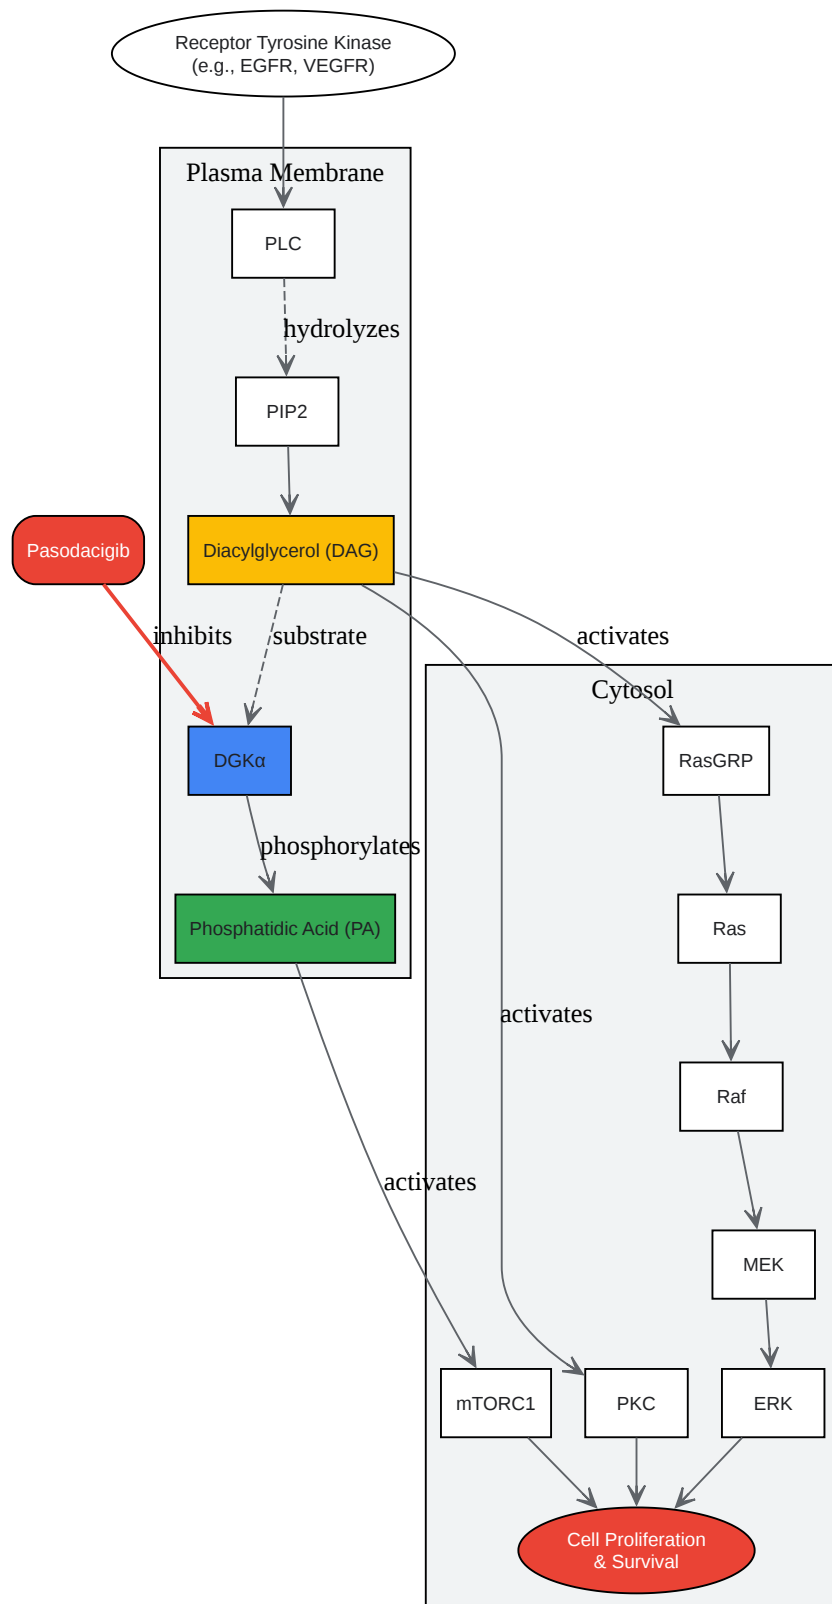 Receptor Tyrosine Kinase
(e.g., EGFR, VEGFR)
Plasma Membrane
PLC
hydrolyzes
PIP2
Pasodacigib
Diacylglycerol (DAG)
inhibits
substrate
activates
Cytosol
DGKα
RasGRP
phosphorylates
Phosphatidic Acid (PA)
Ras
activates
Raf
activates
MEK
mTORC1
PKC
ERK
Cell Proliferation
& Survival